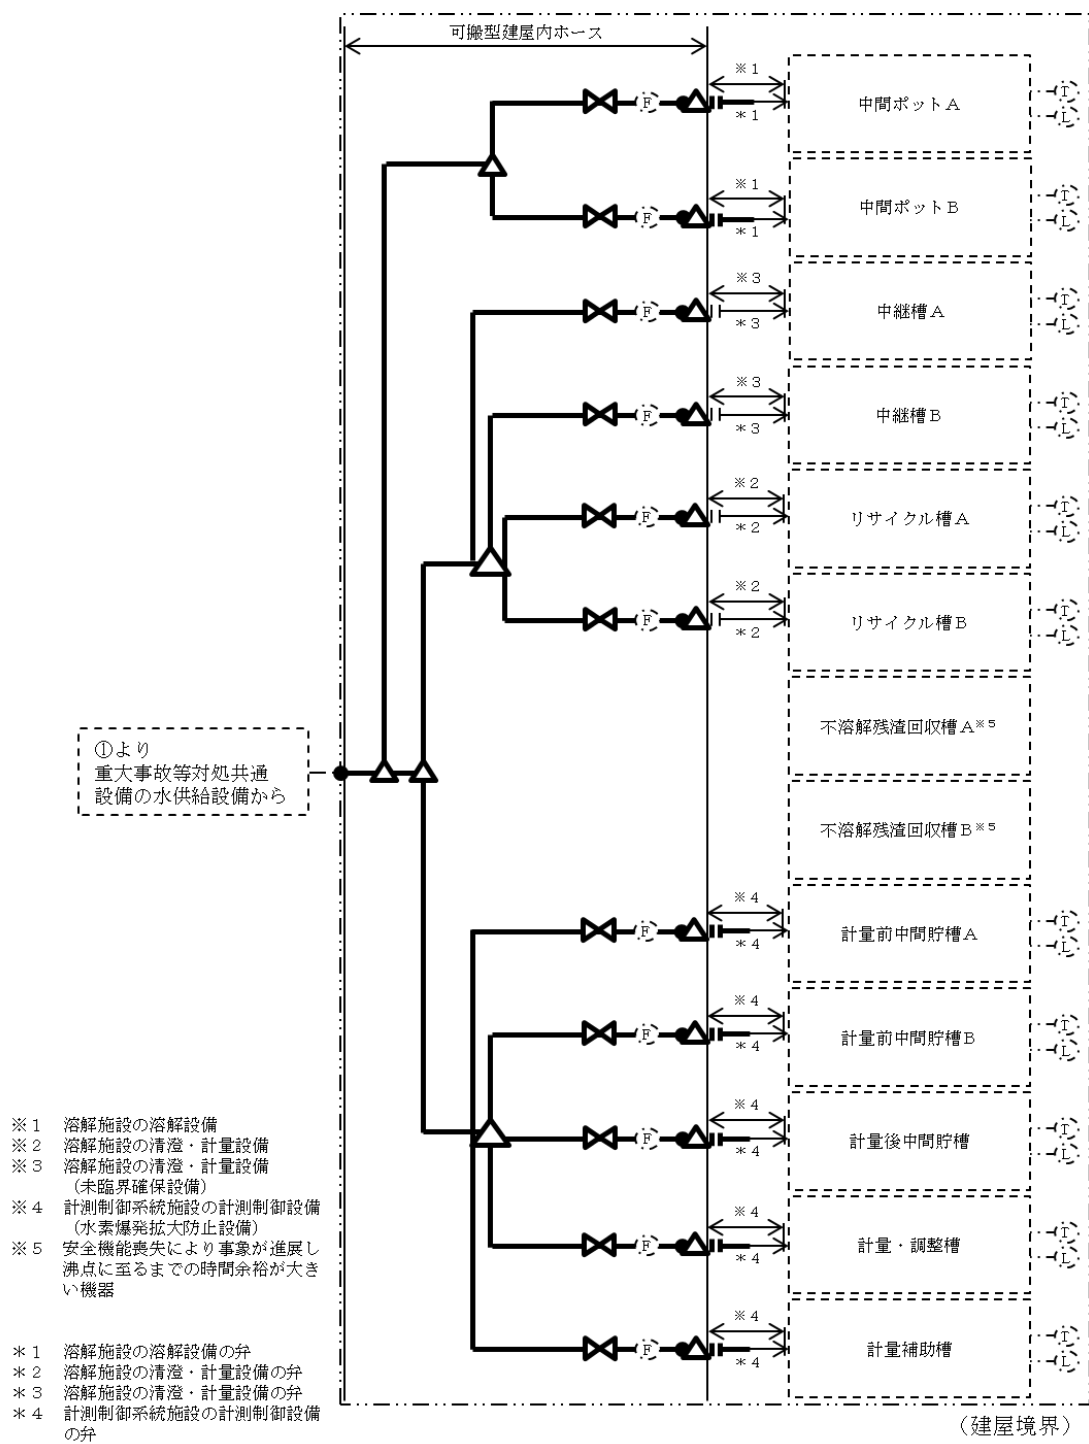 可搬型建屋内ホース
※1
F
*1
中間ポットA
T
L
※1
F
*1
中間ポットB
T
L
※3
F
*3
中継槽A
T
L
※3
F
*3
中継槽B
T
L
※2
F
*2
リサイクル槽A
T
L
※2
F
*2
リサイクル槽B
T
L
不溶解残渣回収槽A※5
①より
重大事故等対処共通
設備の水供給設備から
不溶解残渣回収槽B※5
※4
F
*4
計量前中間貯槽A
T
L
※4
F
*4
計量前中間貯槽B
T
L
※4
F
*4
計量後中間貯槽
T
L
※4
F
*4
計量・調整槽
T
L
※4
F
*4
計量補助槽
T
L
※1 溶解施設の溶解設備
※2 溶解施設の清澄・計量設備
※3 溶解施設の清澄・計量設備
(未臨界確保設備)
※4 計測制御系統施設の計測制御設備
(水素爆発拡大防止設備)
※5 安全機能喪失により事象が進展し
沸点に至るまでの時間余裕が大き
い機器
*1 溶解施設の溶解設備の弁
*2 溶解施設の清澄・計量設備の弁
*3 溶解施設の清澄・計量設備の弁
*4 計測制御系統施設の計測制御設備
の弁
(建屋境界)